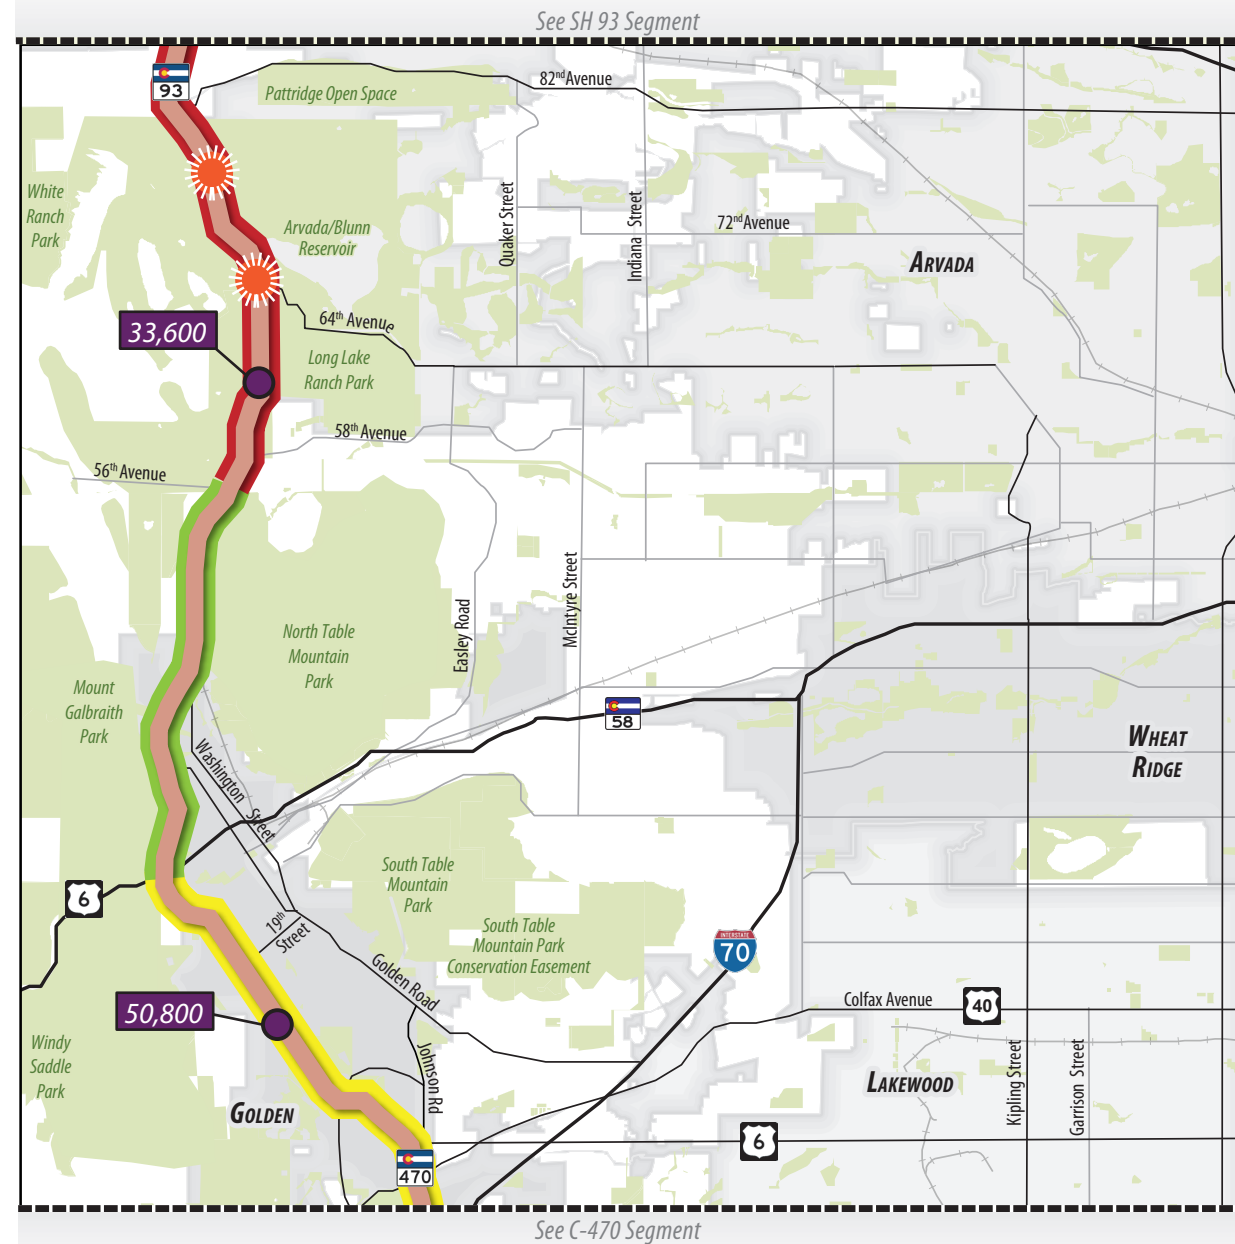 See SH 93 Segment
93
82nd Avenue
Pattridge Open Space
White
Ranch
Park
Arvada/Blunn
Reservoir
Quaker Street
Indiana Street
72nd Avenue
ARVADA
33,600
64th Avenue
Long Lake
Ranch Park
58th Avenue
56th Avenue
North Table
Mountain
Park
Easley Road
McIntyre Street
Mount
Galbraith
Park
58
WHEAT
RIDGE
Washington Street
South Table
Mountain
Park
6
19th
Street
South Table
Mountain Park
Conservation Easement
INTERSTATE
70
Golden Road
50,800
Colfax Avenue
40
Windy
Saddle
Park
Johnson Rd
LAKEWOOD
Kipling Street
Garrison Street
GOLDEN
6
470
See C-470 Segment